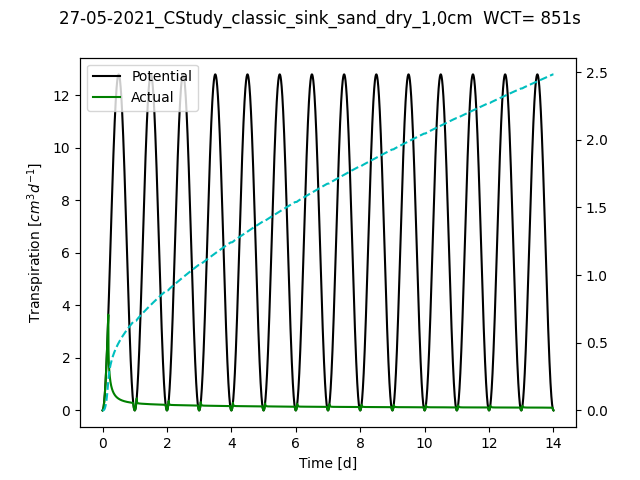 27-05-2021_CStudy_classic_sink_sand_dry_1,0cm  WCT= 851s
Potential
Actual
Transpiration [cm³d⁻¹]
12
10
8
6
4
2
0
2.5
2.0
1.5
1.0
0.5
0.0
0 2 4 6 8 10 12 14
Time [d]